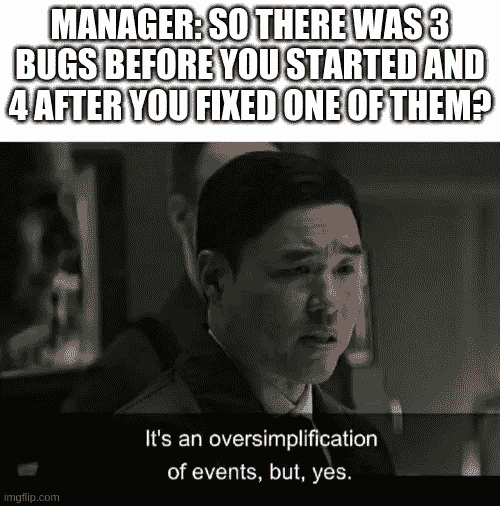 MANAGER: SO THERE WAS 3
BUGS BEFORE YOU STARTED AND
4 AFTER YOU FIXED ONE OF THEM?
It's an oversimplification
of events, but, yes.
imgflip.com